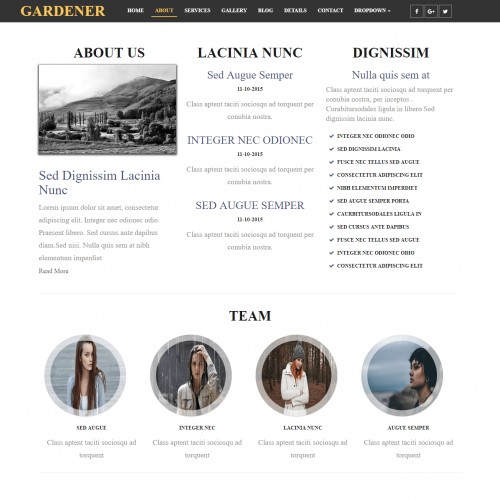 GARDENER
HOME ABOUT SERVICES GALLERY BLOG DETAILS CONTACT DROPDOWN
ABOUT US
Sed Dignissim Lacinia
Nunc
Lorem ipsum dolor sit amet, consectetur
adipiscing elit. Integer nec odionec odio.
Praesent libero. Sed cursus ante dapibus
diam.Sed nisi. Nulla quis sem at nibh
elementum imperdiet
Read More
LACINIA NUNC
Sed Augue Semper
11-10-2015
Class aptent taciti sociosqu ad torquent per
conubia nostra.
INTEGER NEC ODIONEC
11-10-2015
Class aptent taciti sociosqu ad torquent per
conubia nostra.
SED AUGUE SEMPER
11-10-2015
Class aptent taciti sociosqu ad torquent per
conubia nostra.
DIGNISSIM
Nulla quis sem at
Class aptent taciti sociosqu ad torquent per
conubia nostra, per inceptos .
Curabitursodales ligula in libero Sed
dignissim lacinia nunc.
INTEGER NEC ODIONEC ODIO
SED DIGNISSIM LACINIA
FUSCE NEC TELLUS SED AUGUE
CONSECTETUR ADIPISCING ELIT
NIBH ELEMENTUM IMPERDIET
SED AUGUE SEMPER PORTA
CAURBITURSODALES LIGULA IN
SED CURSUS ANTE DAPIBUS
FUSCE NEC TELLUS SED AUGUE
INTEGER NEC ODIONEC ODIO
CONSECTETUR ADIPISCING ELIT
TEAM
SED AUGUE
Class aptent taciti sociosqu ad
torquent
INTEGER NEC
Class aptent taciti sociosqu ad
torquent
LACINIA NUNC
Class aptent taciti sociosqu ad
torquent
AUGUE SEMPER
Class aptent taciti sociosqu ad
torquent